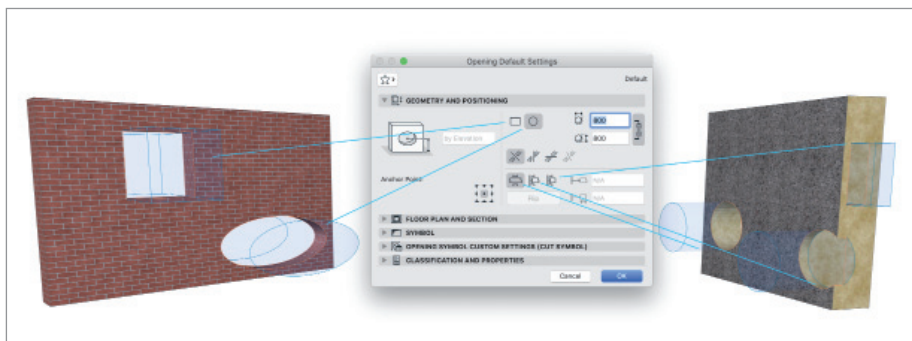 Opening Default Settings
Default
GEOMETRY AND POSITIONING
800
by Elevation
800
Anchor Point:
N/A
Flip
N/A
FLOOR PLAN AND SECTION
SYMBOL
OPENING SYMBOL CUSTOM SETTINGS (CUT SYMBOL)
CLASSIFICATION AND PROPERTIES
Cancel
OK